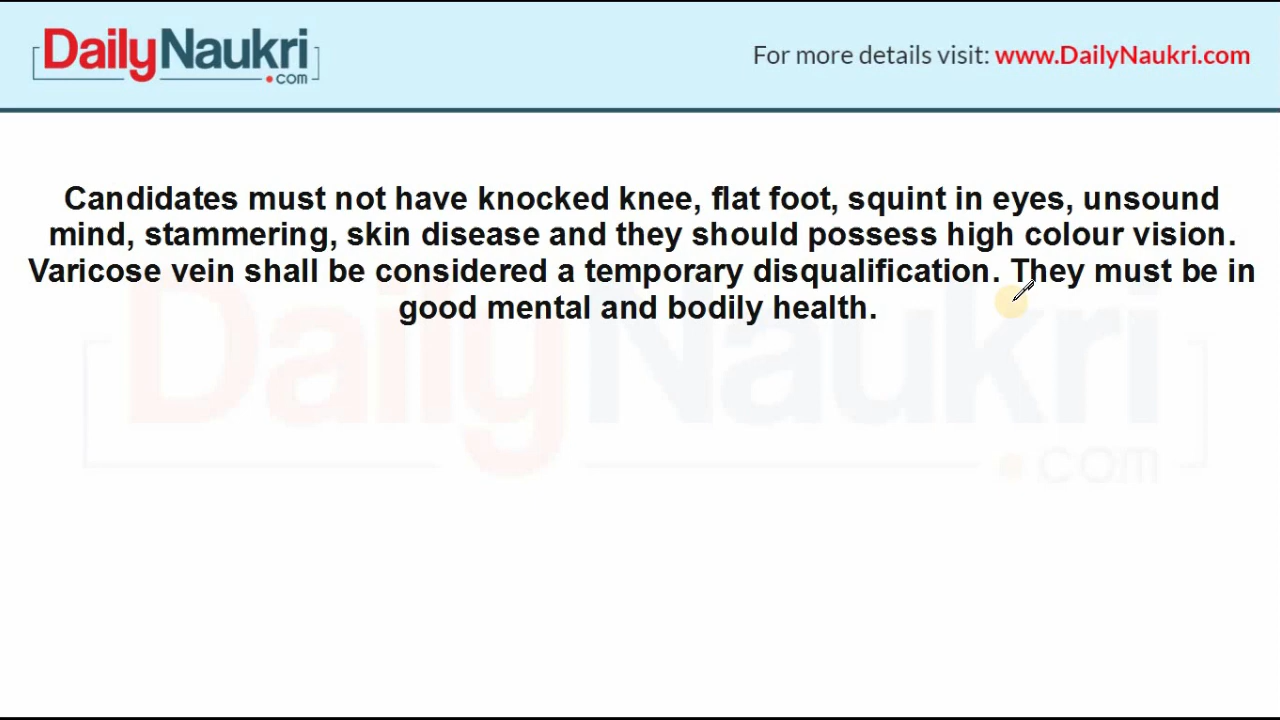 DailyNaukri
.com
For more details visit: www.DailyNaukri.com
Candidates must not have knocked knee, flat foot, squint in eyes, unsound
mind, stammering, skin disease and they should possess high colour vision.
Varicose vein shall be considered a temporary disqualification. They must be in
good mental and bodily health.
DailyNaukri
.com